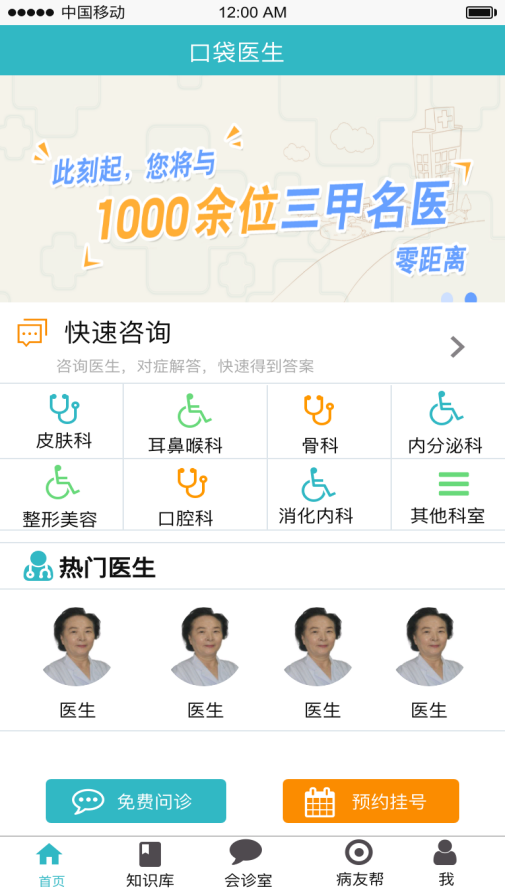 中国移动 12:00 AM
口袋医生
此刻起，您将与
1000余位三甲名医
零距离
快速咨询
咨询医生，对症解答，快速得到答案
皮肤科 耳鼻喉科 骨科 内分泌科
整形美容 口腔科 消化内科 其他科室
热门医生
医生 医生 医生 医生
免费问诊 预约挂号
首页 知识库 会诊室 病友帮 我